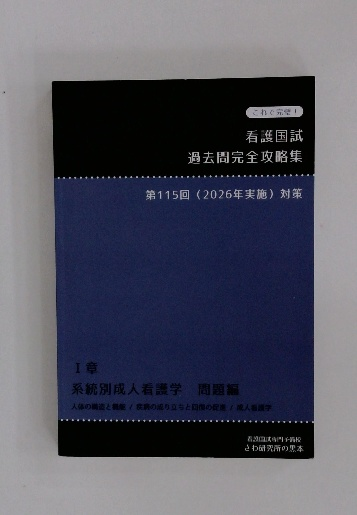 これで完璧！
看護国試
過去問完全攻略集
第115回（2026年実施）対策
Ⅰ章
系統別成人看護学　問題編
人体の構造と機能 / 疾病の成り立ちと回復の促進 / 成人看護学
看護国試専門予備校
さわ研究所の黒本